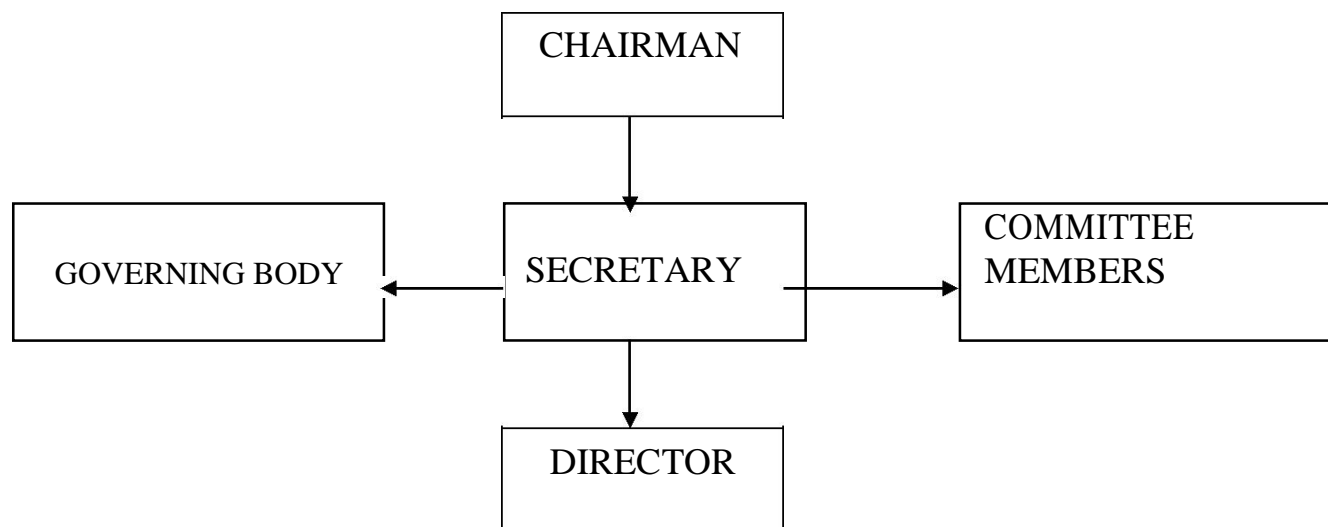 CHAIRMAN
GOVERNING BODY
SECRETARY
COMMITTEE
MEMBERS
DIRECTOR